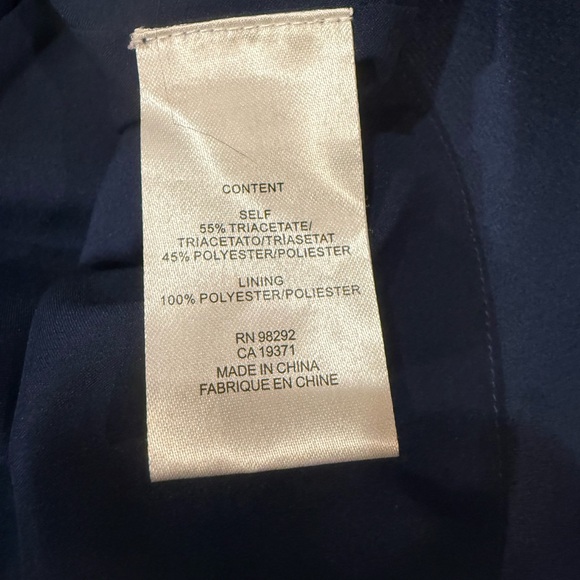 CONTENT
SELF
55% TRIACETATE/
TRIACETATO/TRIASETAT
45% POLYESTER/POLIESTER
LINING
100% POLYESTER/POLIESTER
RN 98292
CA 19371
MADE IN CHINA
FABRIQUE EN CHINE